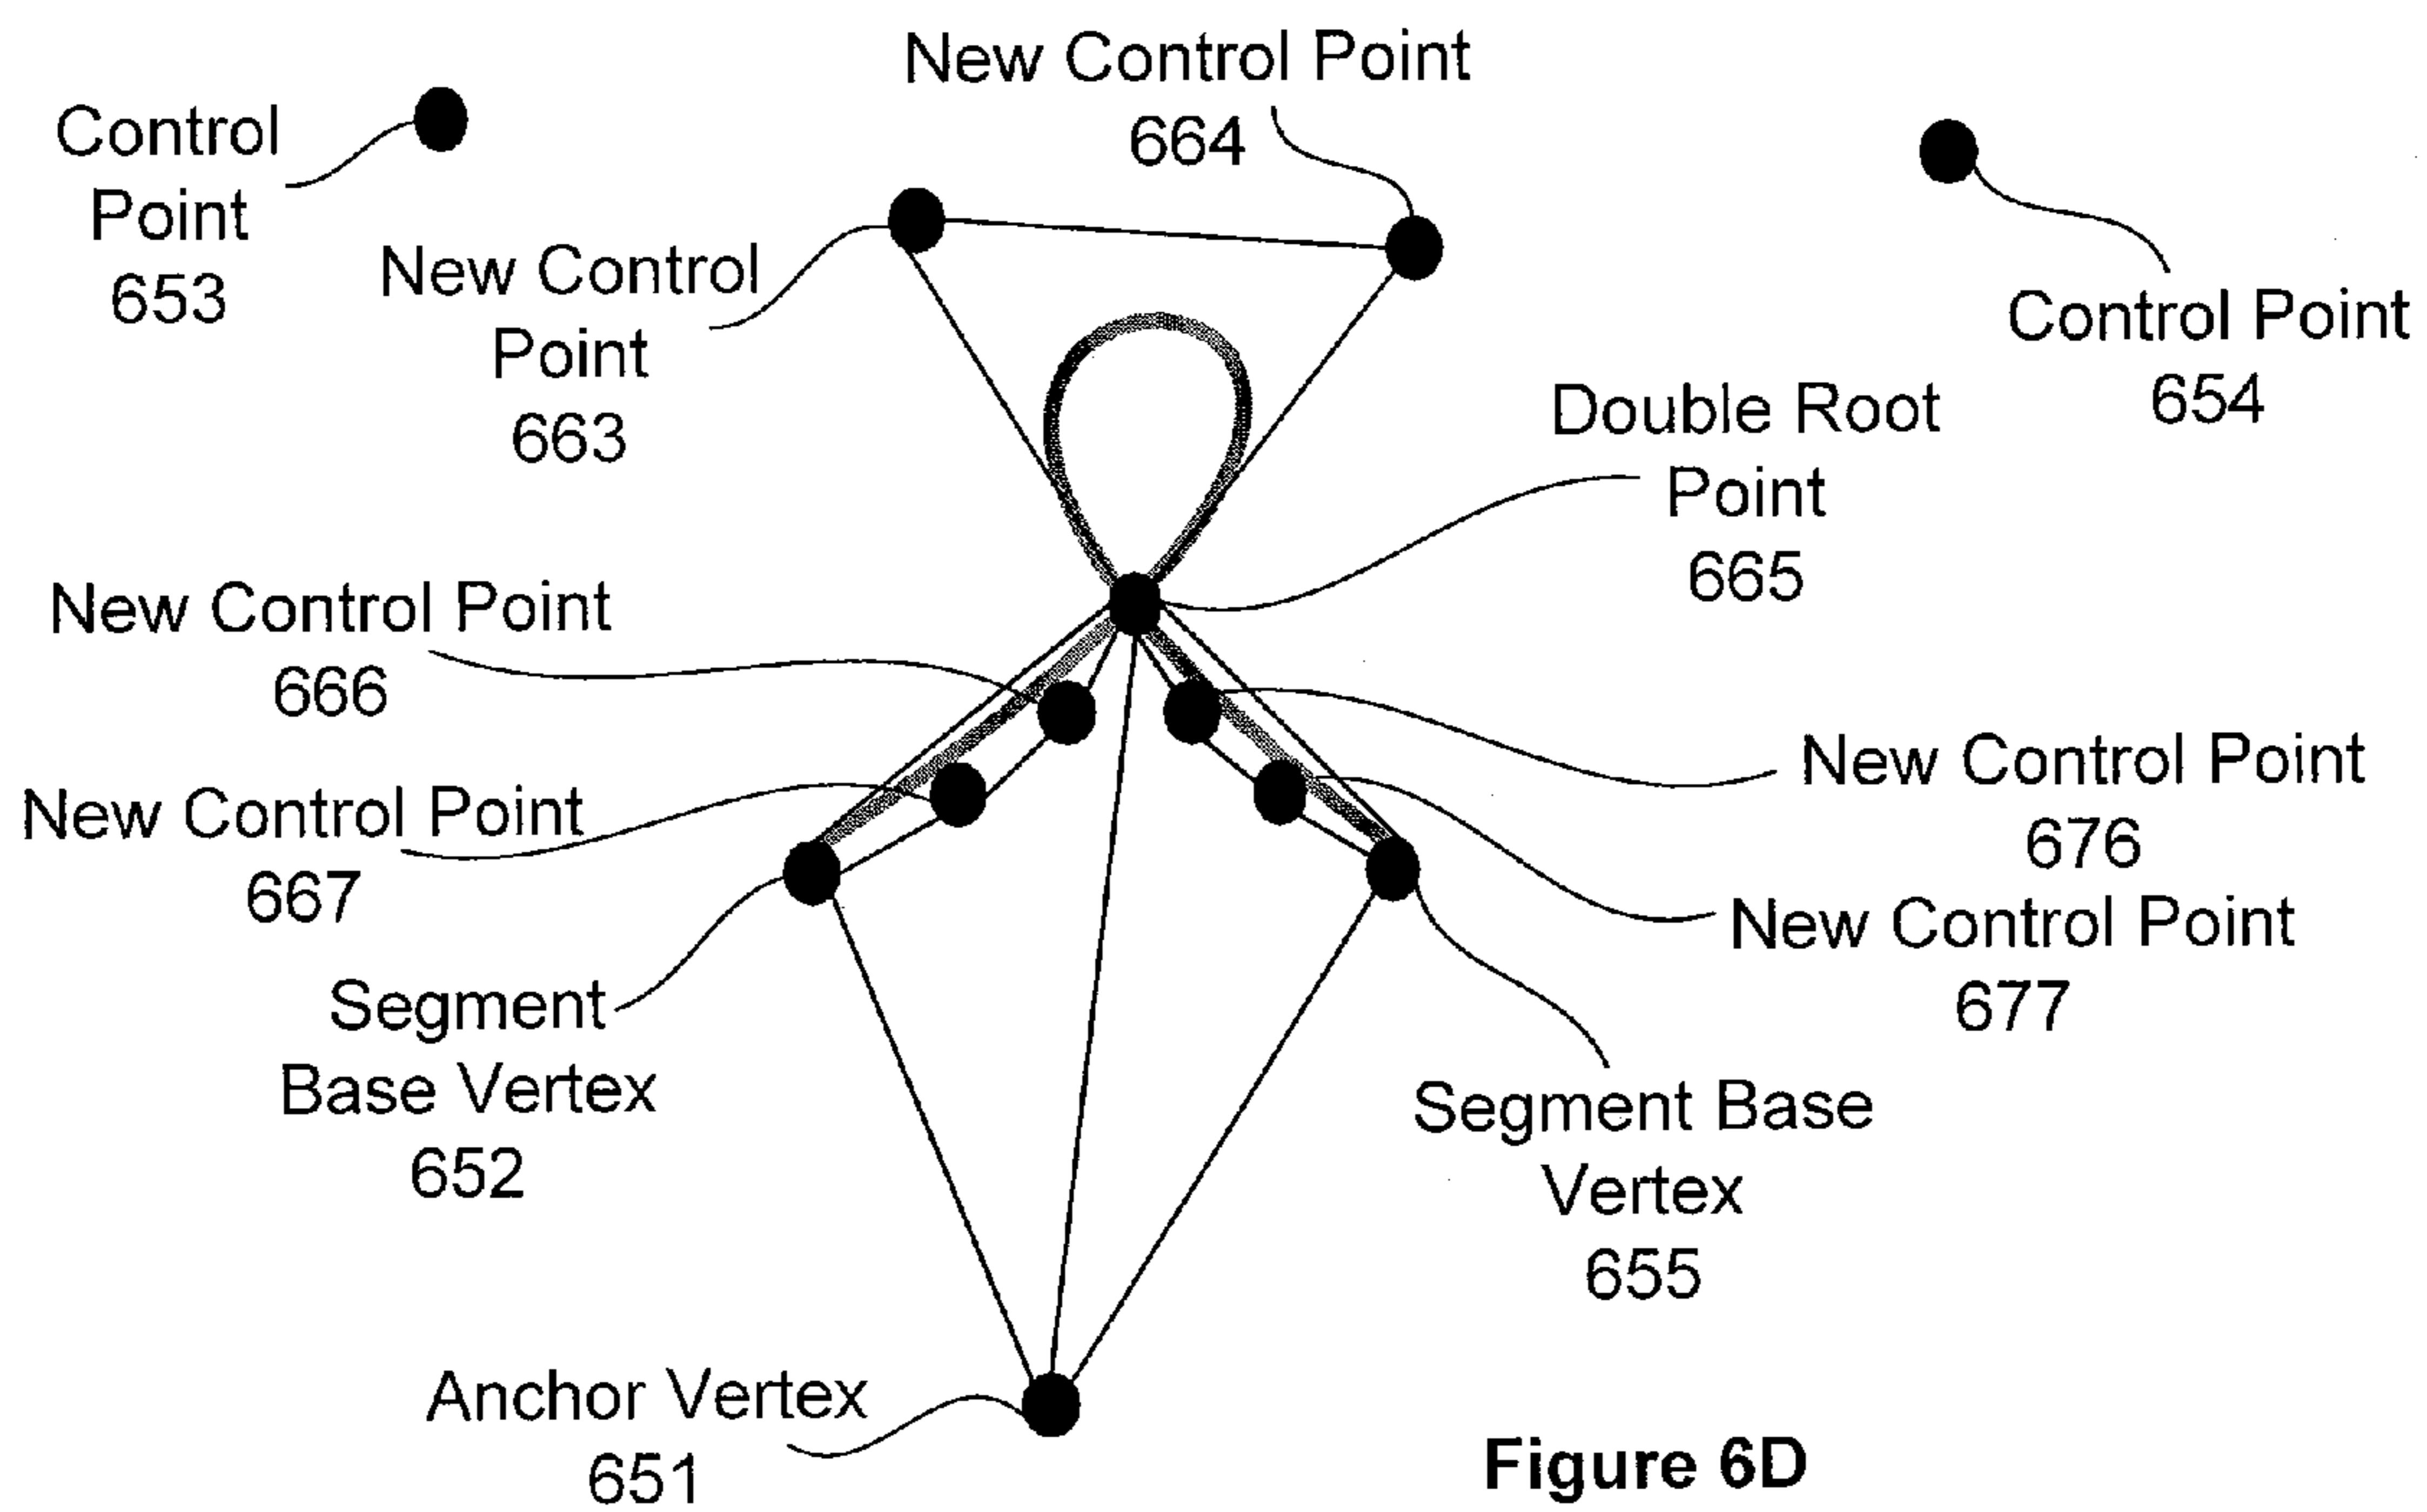 New Control Point
664
Control
Point
653
New Control
Point
663
Control Point
654
Double Root
Point
665
New Control Point
666
New Control Point
676
New Control Point
667
New Control Point
677
Segment
Base Vertex
652
Segment Base
Vertex
655
Anchor Vertex
651
Figure 6D